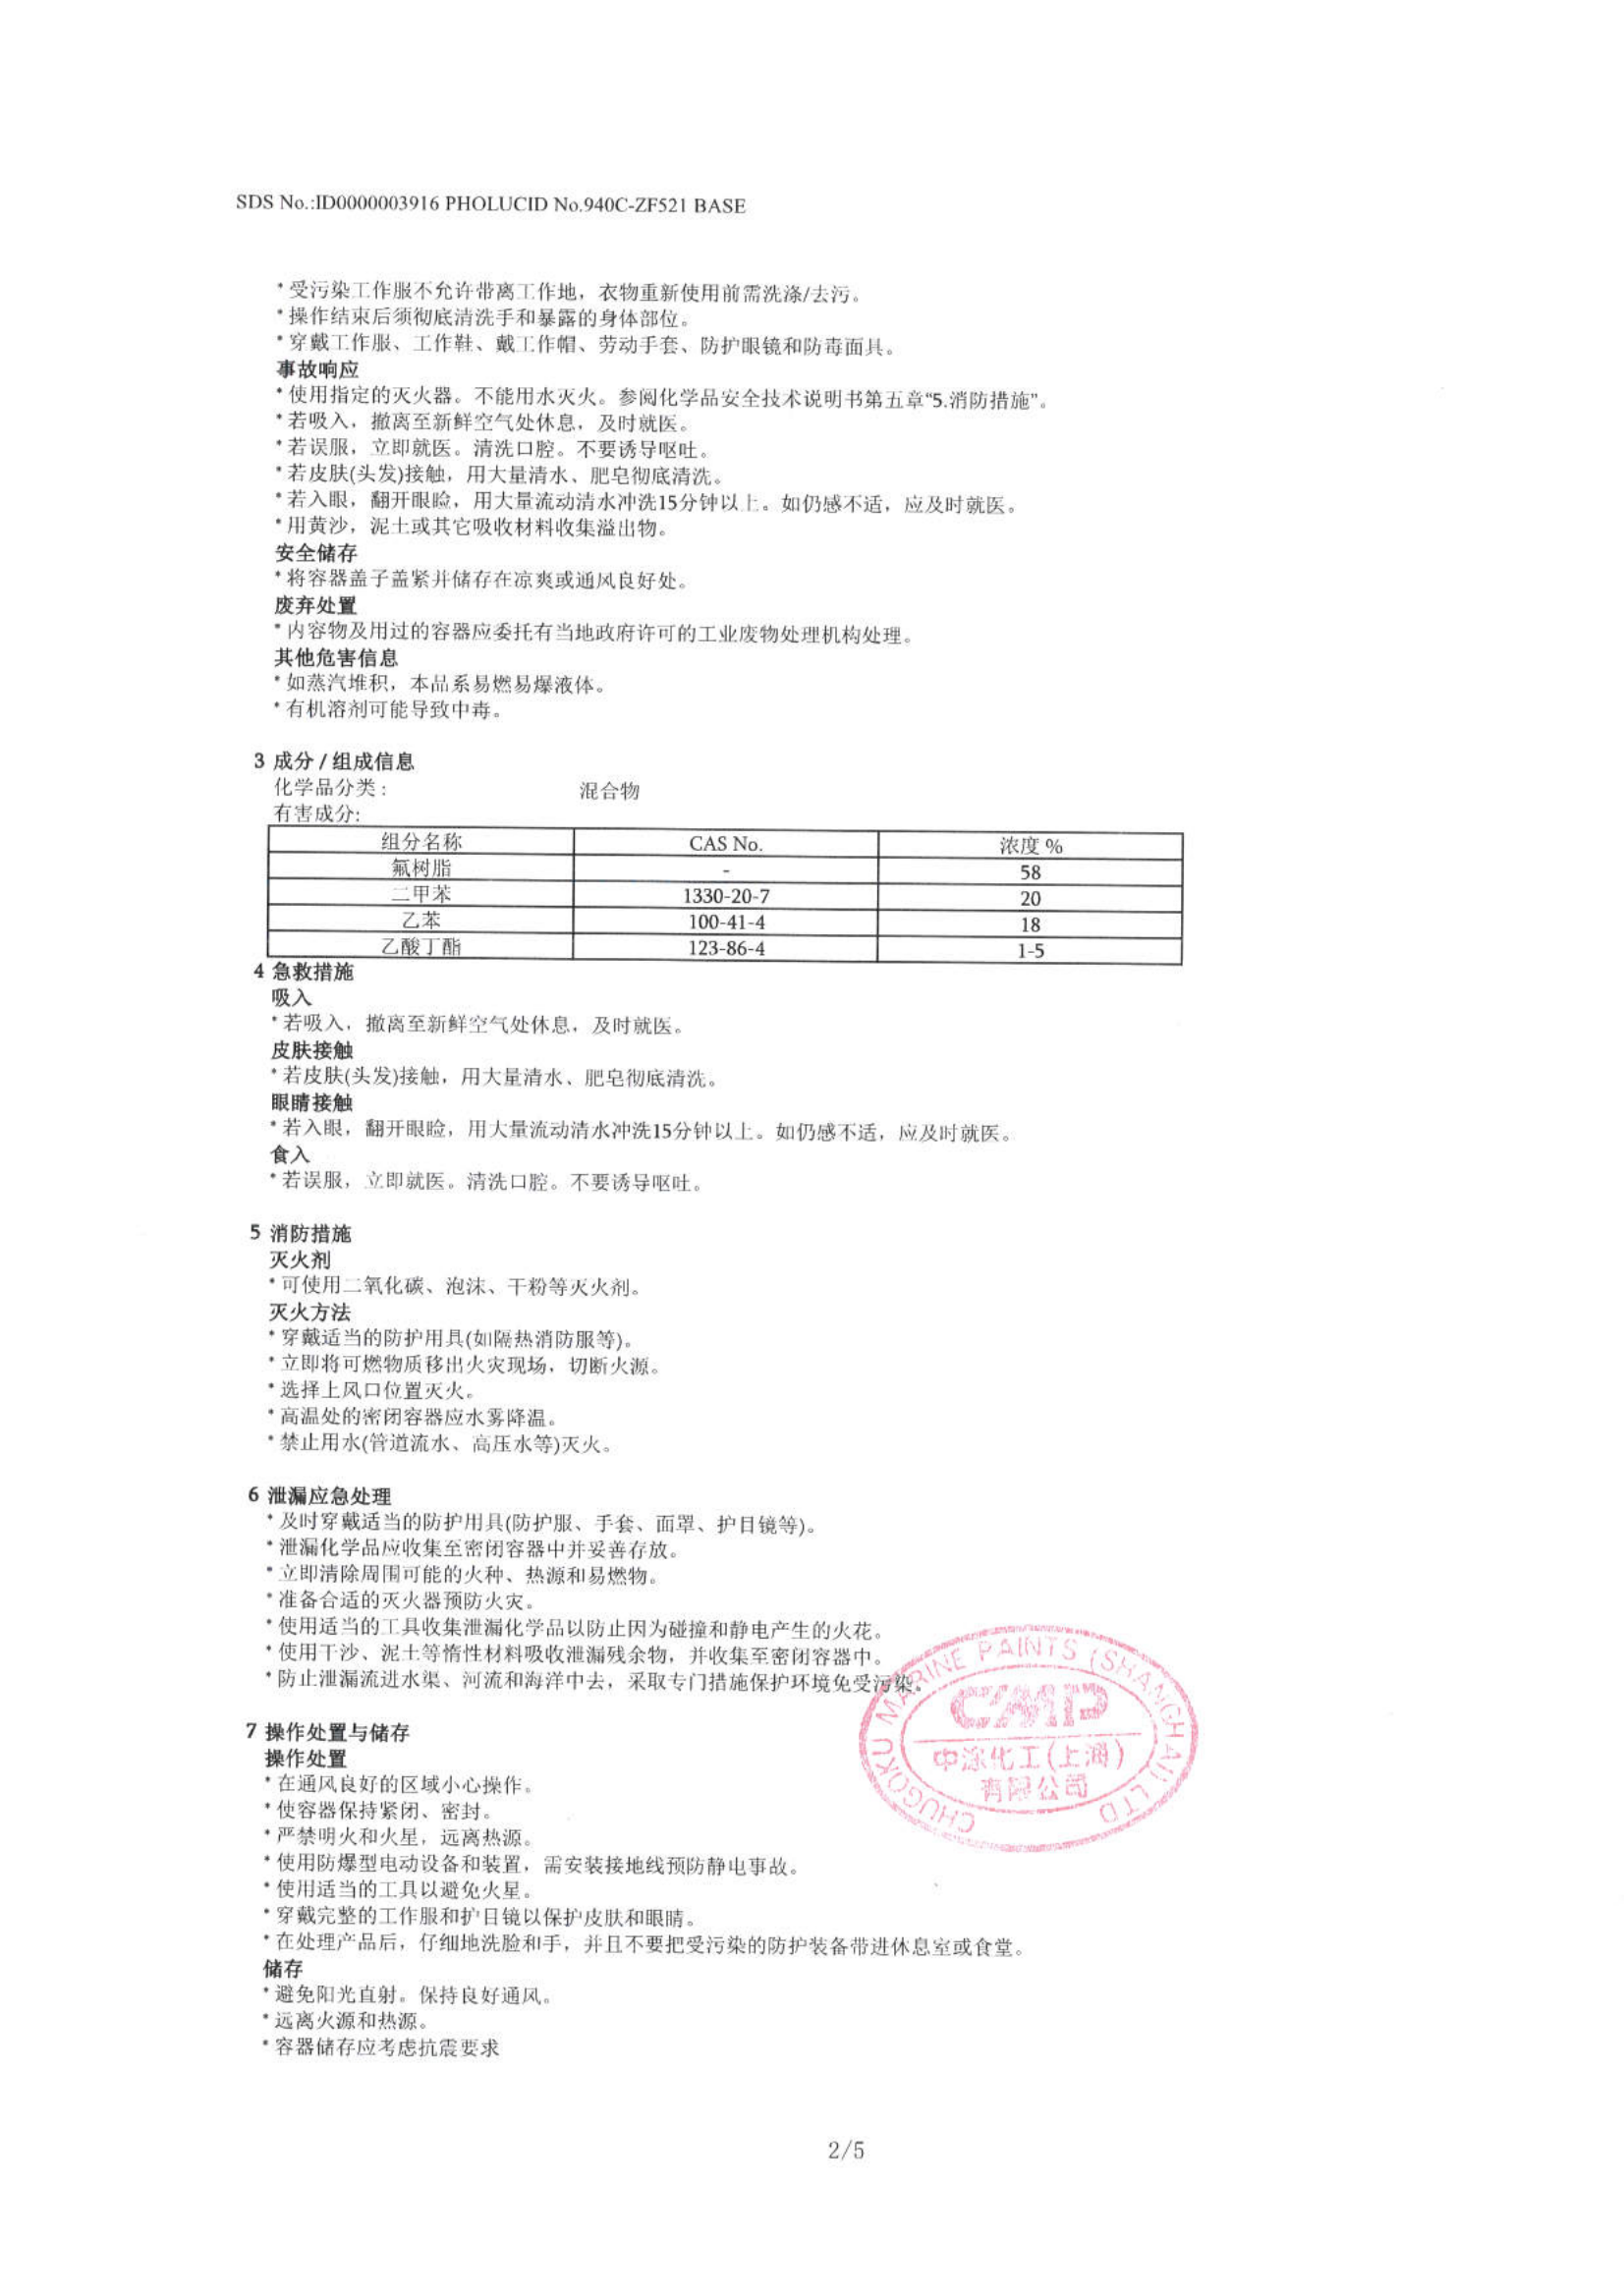 SDS No.:ID0000003916 PHOLUCID No.940C-ZF521 BASE
*受污染工作服不允许带离工作地，衣物重新使用前需洗涤/去污。
*操作结束后须彻底清洗手和暴露的身体部位。
*穿戴工作服、工作鞋、戴工作帽、劳动手套、防护眼镜和防毒面具。
事故响应
*使用指定的灭火器。不能用水灭火。参阅化学品安全技术说明书第五章“5.消防措施”。
*若吸入，撤离至新鲜空气处休息，及时就医。
*若误服，立即就医。清洗口腔。不要诱导呕吐。
*若皮肤(头发)接触，用大量清水、肥皂彻底清洗。
*若入眼，翻开眼睑，用大量流动清水冲洗15分钟以上。如仍感不适，应及时就医。
*用黄沙，泥土或其它吸收材料收集溢出物。
安全储存
*将容器盖子盖紧并储存在凉爽或通风良好处。
废弃处置
*内容物及用过的容器应委托有当地政府许可的工业废物处理机构处理。
其他危害信息
*如蒸汽堆积，本品系易燃易爆液体。
*有机溶剂可能导致中毒。
3 成分 / 组成信息
化学品分类： 混合物
有害成分:
组分名称 CAS No. 浓度 %
氟树脂 - 58
二甲苯 1330-20-7 20
乙苯 100-41-4 18
乙酸丁酯 123-86-4 1-5
4 急救措施
吸入
*若吸入，撤离至新鲜空气处休息，及时就医。
皮肤接触
*若皮肤(头发)接触，用大量清水、肥皂彻底清洗。
眼睛接触
*若入眼，翻开眼睑，用大量流动清水冲洗15分钟以上。如仍感不适，应及时就医。
食入
*若误服，立即就医。清洗口腔。不要诱导呕吐。
5 消防措施
灭火剂
*可使用二氧化碳、泡沫、干粉等灭火剂。
灭火方法
*穿戴适当的防护用具(如隔热消防服等)。
*立即将可燃物质移出火灾现场，切断火源。
*选择上风口位置灭火。
*高温处的密闭容器应水雾降温。
*禁止用水(管道流水、高压水等)灭火。
6 泄漏应急处理
*及时穿戴适当的防护用具(防护服、手套、面罩、护目镜等)。
*泄漏化学品应收集至密闭容器中并妥善存放。
*立即清除周围可能的火种、热源和易燃物。
*准备合适的灭火器预防火灾。
*使用适当的工具收集泄漏化学品以防止因为碰撞和静电产生的火花。
*使用干沙、泥土等惰性材料吸收泄漏残余物，并收集至密闭容器中。
*防止泄漏流进水渠、河流和海洋中去，采取专门措施保护环境免受污染。
CHUGOKU MARINE PAINTS (SHANGHAI) LTD
CMP
中涂化工(上海)
有限公司
7 操作处置与储存
操作处置
*在通风良好的区域小心操作。
*使容器保持紧闭、密封。
*严禁明火和火星，远离热源。
*使用防爆型电动设备和装置，需安装接地线预防静电事故。
*使用适当的工具以避免火星。
*穿戴完整的工作服和护目镜以保护皮肤和眼睛。
*在处理产品后，仔细地洗脸和手，并且不要把受污染的防护装备带进休息室或食堂。
储存
*避免阳光直射。保持良好通风。
*远离火源和热源。
*容器储存应考虑抗震要求
2/5